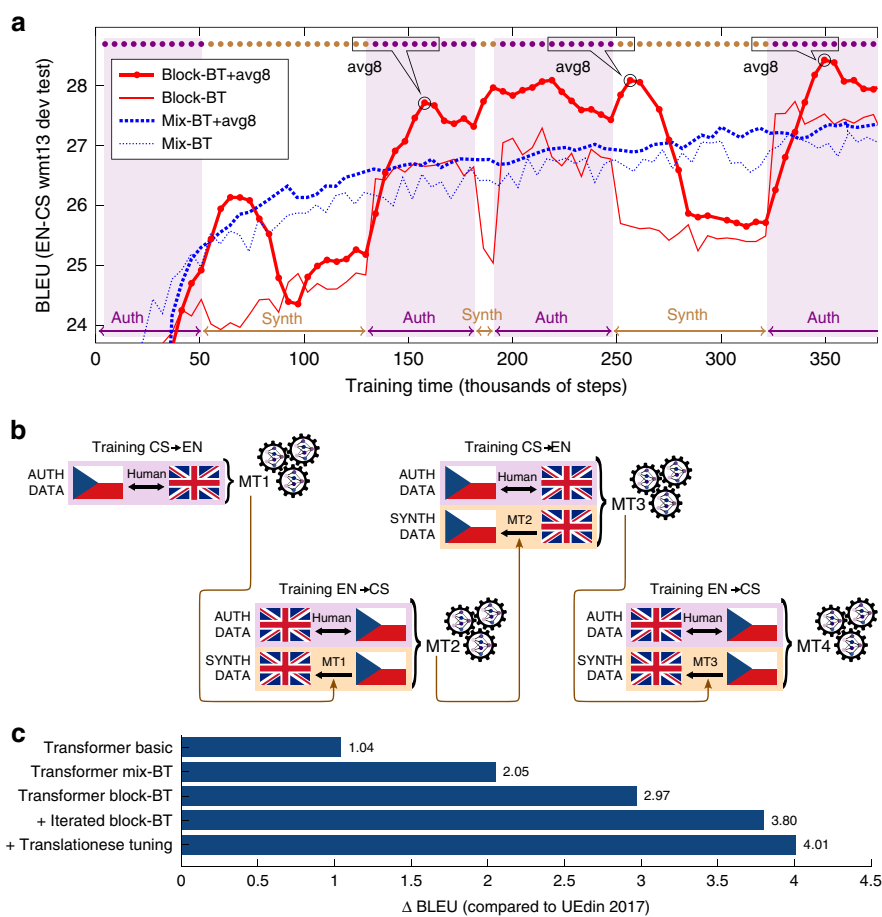 a
BLEU (EN-CS wmt13 dev test)
28
27
26
25
24
Block-BT+avg8
Block-BT
Mix-BT+avg8
Mix-BT
avg8
avg8
avg8
Auth
Synth
Auth
Synth
Auth
Synth
Auth
0 50 100 150 200 250 300 350
Training time (thousands of steps)
b
Training CS→EN
AUTH DATA
Human
MT1
Training EN→CS
AUTH DATA
Human
SYNTH DATA
MT1
MT2
Training CS→EN
AUTH DATA
Human
SYNTH DATA
MT2
MT3
Training EN→CS
AUTH DATA
Human
SYNTH DATA
MT3
MT4
c
Transformer basic 1.04
Transformer mix-BT 2.05
Transformer block-BT 2.97
+ Iterated block-BT 3.80
+ Translationese tuning 4.01
0 0.5 1 1.5 2 2.5 3 3.5 4 4.5
Δ BLEU (compared to UEdin 2017)